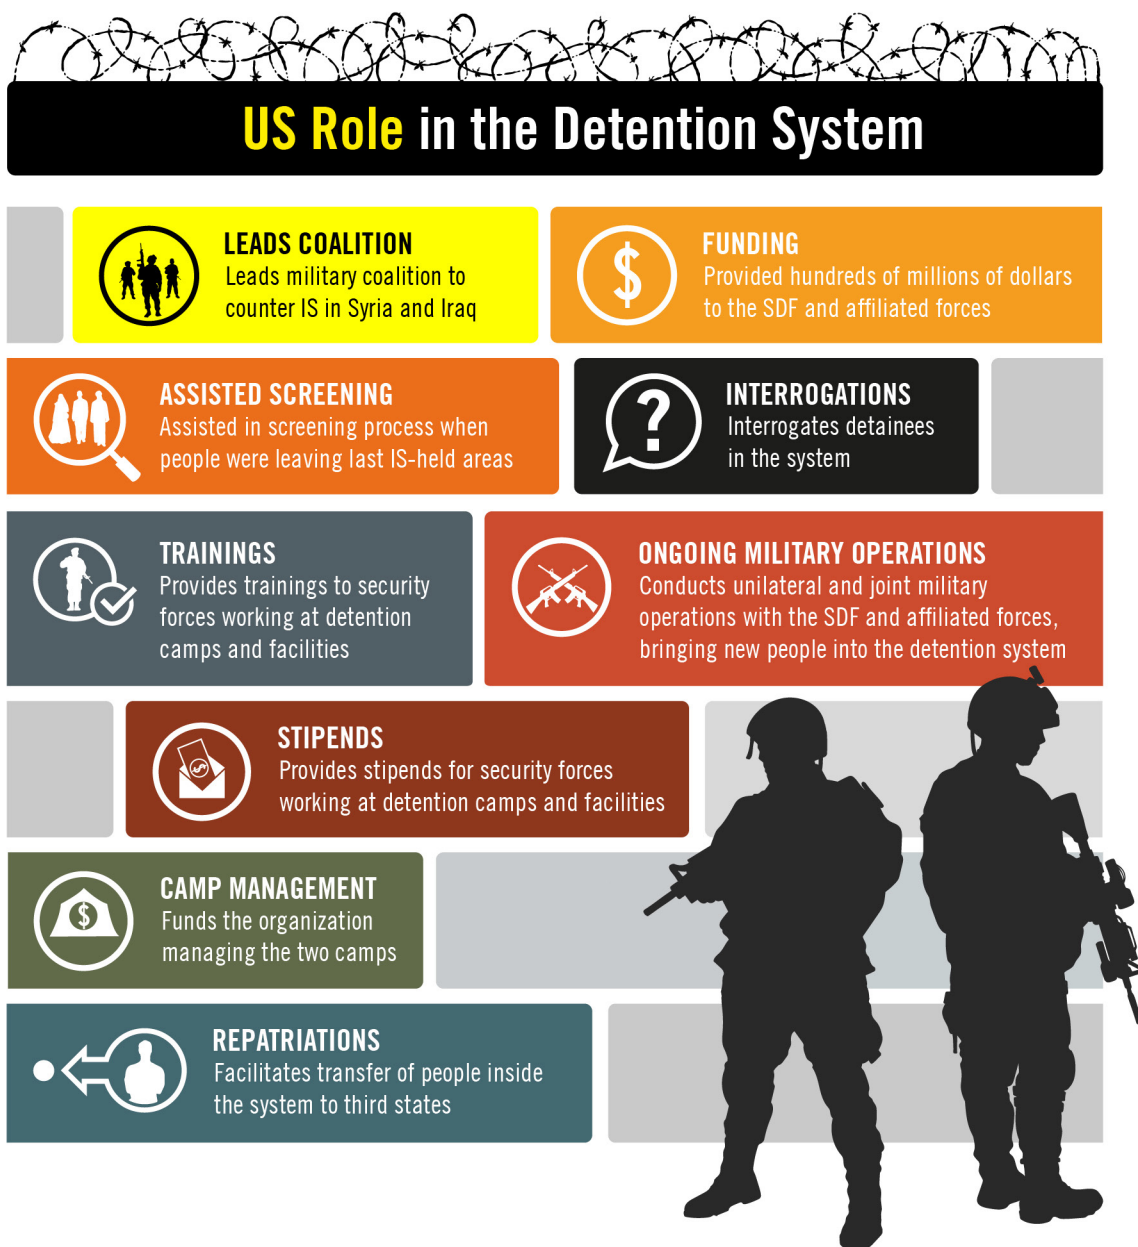 US Role in the Detention System
LEADS COALITION
Leads military coalition to
counter IS in Syria and Iraq
FUNDING
Provided hundreds of millions of dollars
to the SDF and affiliated forces
ASSISTED SCREENING
Assisted in screening process when
people were leaving last IS-held areas
?
INTERROGATIONS
Interrogates detainees
in the system
TRAININGS
Provides trainings to security
forces working at detention
camps and facilities
ONGOING MILITARY OPERATIONS
Conducts unilateral and joint military
operations with the SDF and affiliated forces,
bringing new people into the detention system
STIPENDS
Provides stipends for security forces
working at detention camps and facilities
CAMP MANAGEMENT
Funds the organization
managing the two camps
REPATRIATIONS
Facilitates transfer of people inside
the system to third states